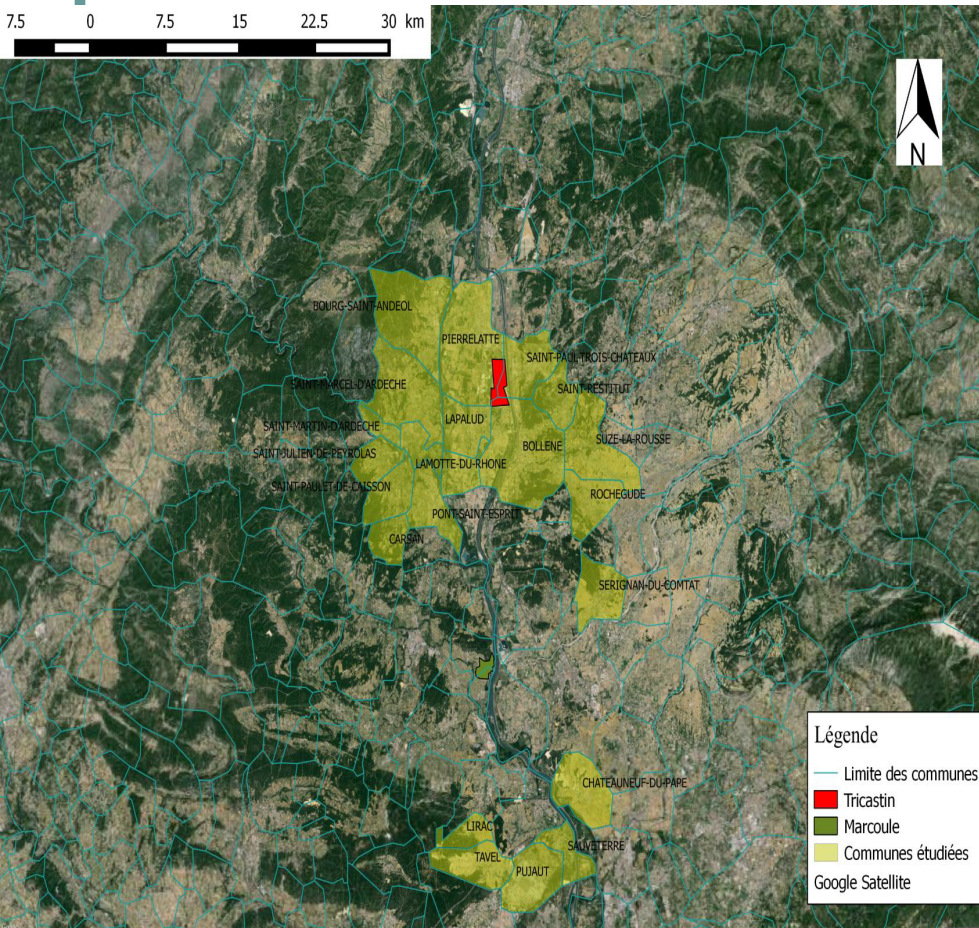 7.5 0 7.5 15 22.5 30 km
N
BOURG-SAINT-ANDEOL
PIERRELATTE
SAINT-PAUL-TROIS-CHATEAUX
SAINT-MARCEL-D'ARDECHE
SAINT-RESTITUT
LAPALUD
SAINT-MARTIN-D'ARDECHE
SUZE-LA-ROUSSE
BOLLENE
SAINT-JULIEN-DE-PEYROLAS
LAMOTTE-DU-RHONE
SAINT-PAULET-DE-CAISSON
ROCHEGUDE
PONT-SAINT-ESPRIT
CARSAN
SERIGNAN-DU-COMTAT
CHATEAUNEUF-DU-PAPE
LIRAC
SAUVETERRE
TAVEL
PUJAUT
Légende
Limite des communes
Tricastin
Marcoule
Communes étudiées
Google Satellite